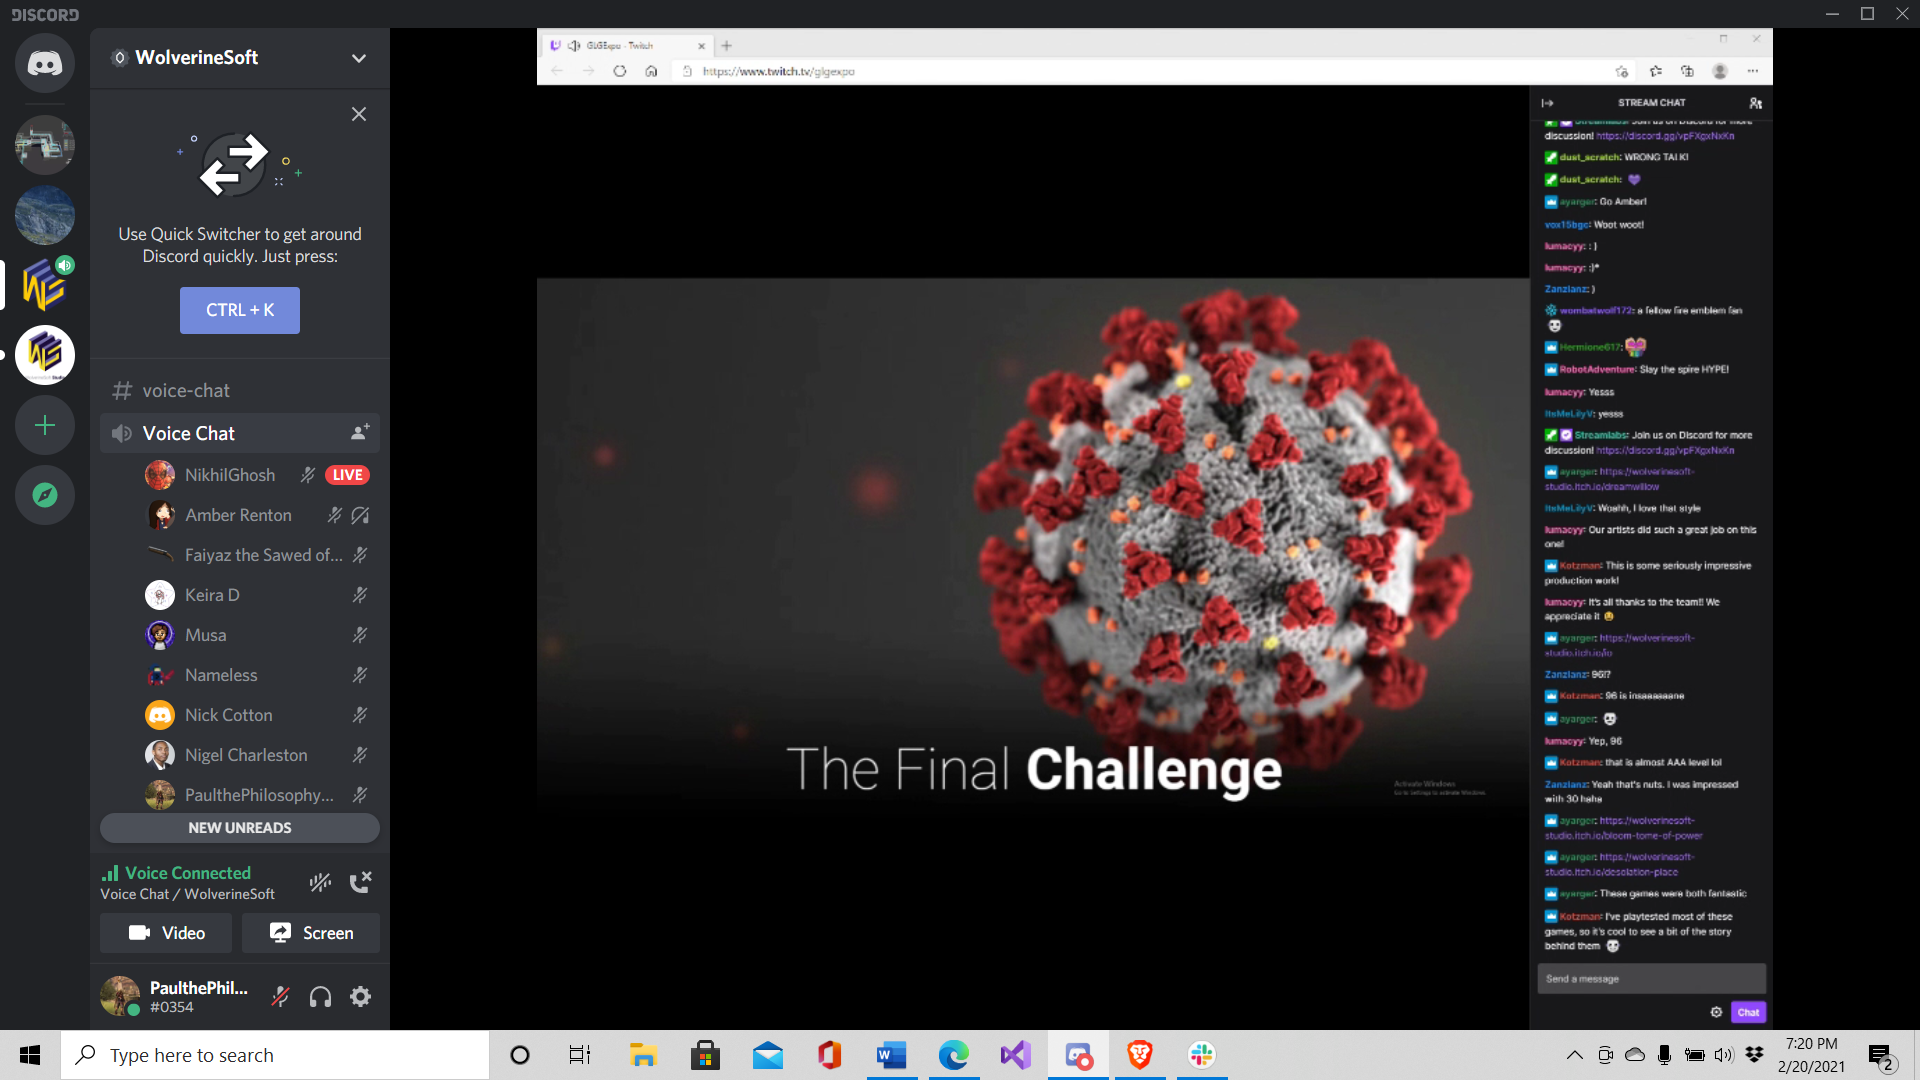 DISCORD
WolverineSoft
Use Quick Switcher to get around
Discord quickly. Just press:
CTRL + K
voice-chat
Voice Chat
NikhilGhosh
LIVE
Amber Renton
Faiyaz the Sawed of...
Keira D
Musa
Nameless
Nick Cotton
Nigel Charleston
PaulthePhilosophy...
NEW UNREADS
Voice Connected
Voice Chat / WolverineSoft
Video
Screen
PaulthePhil...
#0354
GLGExpo - Twitch
https://www.twitch.tv/glgexpo
The Final Challenge
Activate Windows
Go to Settings to activate Windows.
STREAM CHAT
Streamlabs: Join us on Discord for more
discussion! https://discord.gg/vpFXgxNxKn
dust_scratch: WRONG TALK!
dust_scratch:
ayarger: Go Amber!
vox15bgc: Woot woot!
lumacyy: : )
lumacyy: :)*
Zanzlanz: )
wombatwolf172: a fellow fire emblem fan
Hermione617:
RobotAdventure: Slay the spire HYPE!
lumacyy: Yesss
ItsMeLilyV: yesss
Streamlabs: Join us on Discord for more
discussion! https://discord.gg/vpFXgxNxKn
ayarger: https://wolverinesoft-
studio.itch.io/dreamwillow
ItsMeLilyV: Woahh, I love that style
lumacyy: Our artists did such a great job on this
one!
Kotzman: This is some seriously impressive
production work!
lumacyy: It's all thanks to the team!! We
appreciate it
ayarger: https://wolverinesoft-
studio.itch.io/io
Zanzlanz: 96!?
Kotzman: 96 is insaaaaaane
ayarger:
lumacyy: Yep, 96
Kotzman: that is almost AAA level lol
Zanzlanz: Yeah that's nuts. I was impressed
with 30 haha
ayarger: https://wolverinesoft-
studio.itch.io/bloom-tome-of-power
ayarger: https://wolverinesoft-
studio.itch.io/desolation-place
ayarger: These games were both fantastic
Kotzman: I've playtested most of these
games, so it's cool to see a bit of the story
behind them
Send a message
Chat
Type here to search
7:20 PM
2/20/2021
2